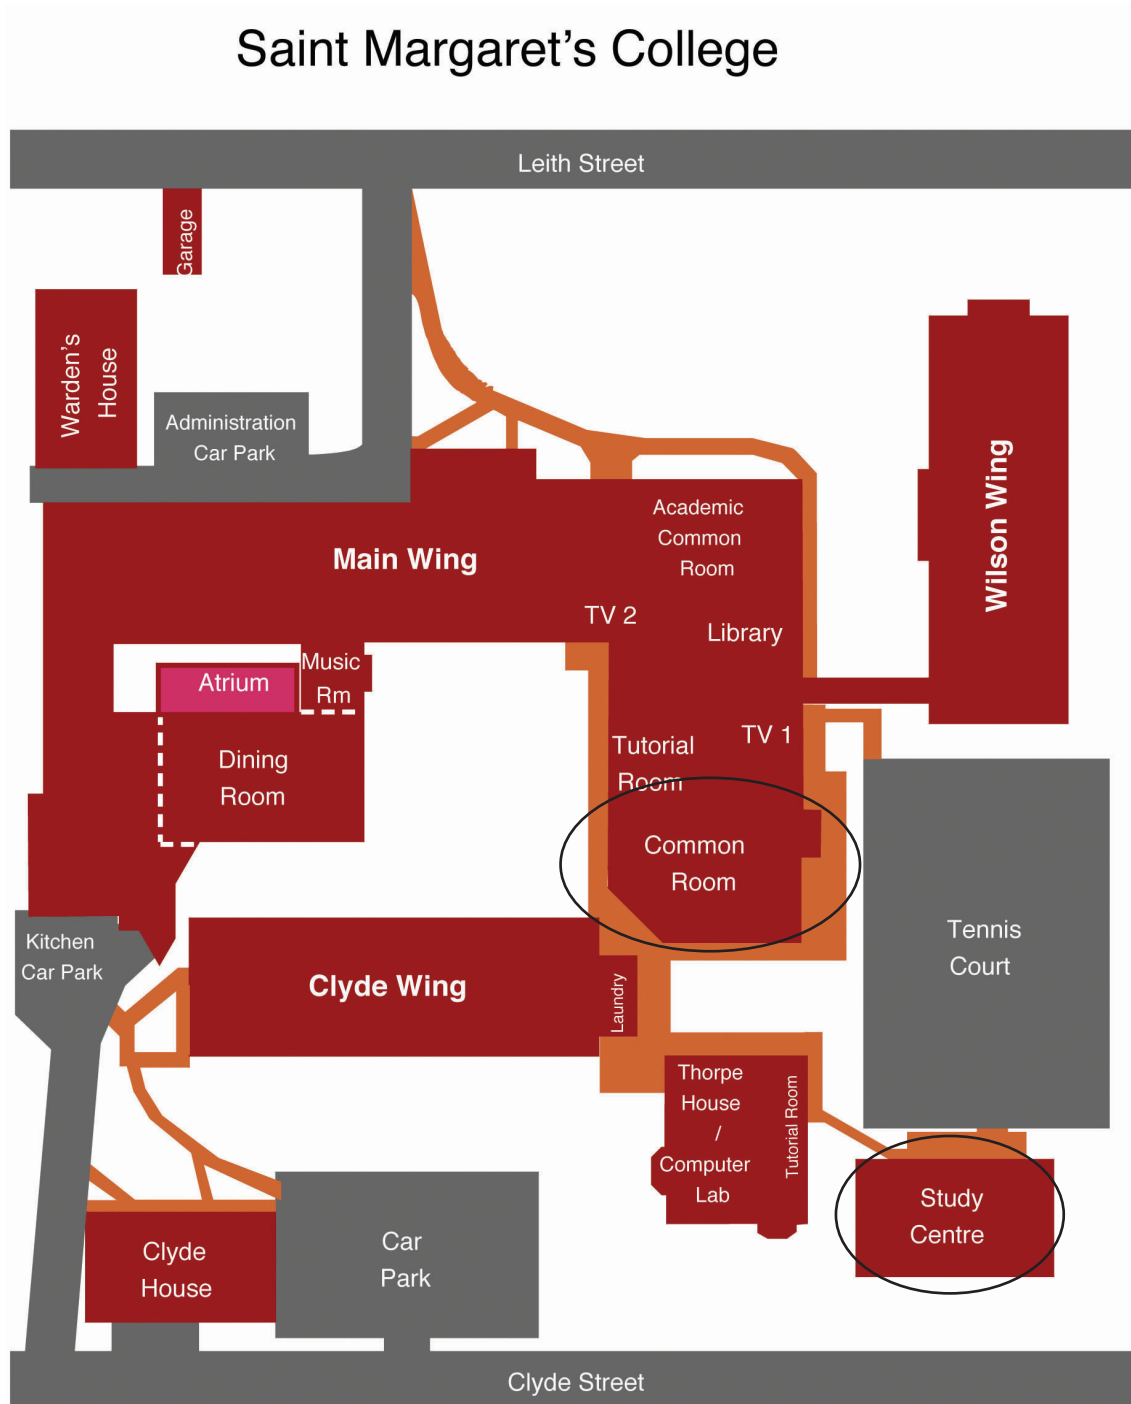 Saint Margaret's College
Leith Street
Garage
Warden's
House
Administration
Car Park
Academic
Common
Room
Wilson Wing
Main Wing
TV 2
Library
Music
Rm
Atrium
TV 1
Tutorial
Room
Dining
Room
Common
Room
Tennis
Court
Kitchen
Car Park
Clyde Wing
Laundry
Thorpe
House
/
Computer
Lab
Tutorial Room
Study
Centre
Clyde
House
Car
Park
Clyde Street